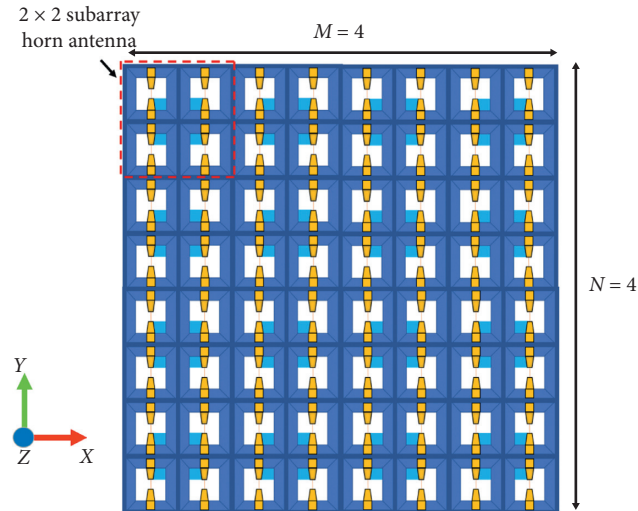 2 × 2 subarray
horn antenna
M = 4
N = 4
Y
Z
X